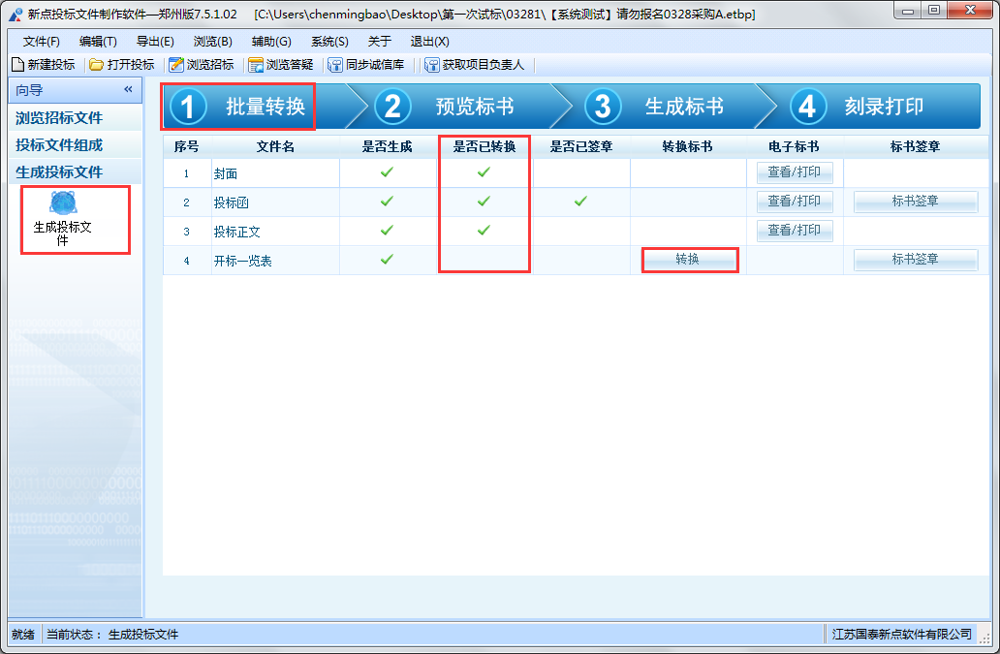 新点投标文件制作软件—郑州版7.5.1.02 [C:\Users\chenmingbao\Desktop\第一次试标\03281\【系统测试】请勿报名0328采购A.etbp]
文件(F) 编辑(T) 导出(E) 浏览(B) 辅助(G) 系统(S) 关于 退出(X)
新建投标 打开投标 浏览招标 浏览答疑 同步诚信库 获取项目负责人
向导 «
浏览招标文件
投标文件组成
生成投标文件
生成投标文
件
1 批量转换 2 预览标书 3 生成标书 4 刻录打印
序号 文件名 是否生成 是否已转换 是否已签章 转换标书 电子标书 标书签章
1 封面 查看/打印
2 投标函 查看/打印 标书签章
3 投标正文 查看/打印
4 开标一览表 转换 标书签章
就绪 当前状态： 生成投标文件 江苏国泰新点软件有限公司